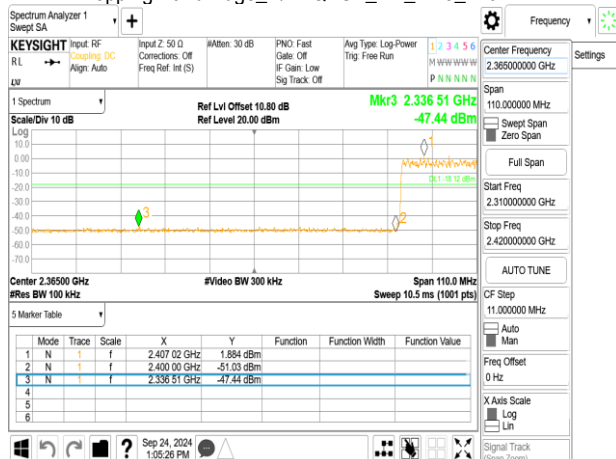 Spectrum Analyzer 1
Swept SA
+
Frequency
KEYSIGHT
RL
LXI
Input: RF
Coupling: DC
Align: Auto
Input Z: 50 Ω
Corrections: Off
Freq Ref: Int (S)
#Atten: 30 dB
PNO: Fast
Gate: Off
IF Gain: Low
Sig Track: Off
Avg Type: Log-Power
Trig: Free Run
1 2 3 4 5 6
M W W W W W
P N N N N N
Settings
1 Spectrum
Scale/Div 10 dB
Ref Lvl Offset 10.80 dB
Ref Level 20.00 dBm
Mkr3 2.336 51 GHz
-47.44 dBm
Log
10.0
0.00
-10.0
-20.0
-30.0
-40.0
-50.0
-60.0
-70.0
1
DL1 -18.12 dBm
3
2
Center 2.36500 GHz
#Res BW 100 kHz
#Video BW 300 kHz
Span 110.0 MHz
Sweep 10.5 ms (1001 pts)
5 Marker Table
Mode Trace Scale X Y Function Function Width Function Value
1 N 1 f 2.407 02 GHz 1.884 dBm
2 N 1 f 2.400 00 GHz -51.03 dBm
3 N 1 f 2.336 51 GHz -47.44 dBm
4
5
6
?
Sep 24, 2024
1:05:26 PM
Center Frequency
2.365000000 GHz
Span
110.000000 MHz
Swept Span
Zero Span
Full Span
Start Freq
2.310000000 GHz
Stop Freq
2.420000000 GHz
AUTO TUNE
CF Step
11.000000 MHz
Auto
Man
Freq Offset
0 Hz
X Axis Scale
Log
Lin
Signal Track
(Span Zoom)